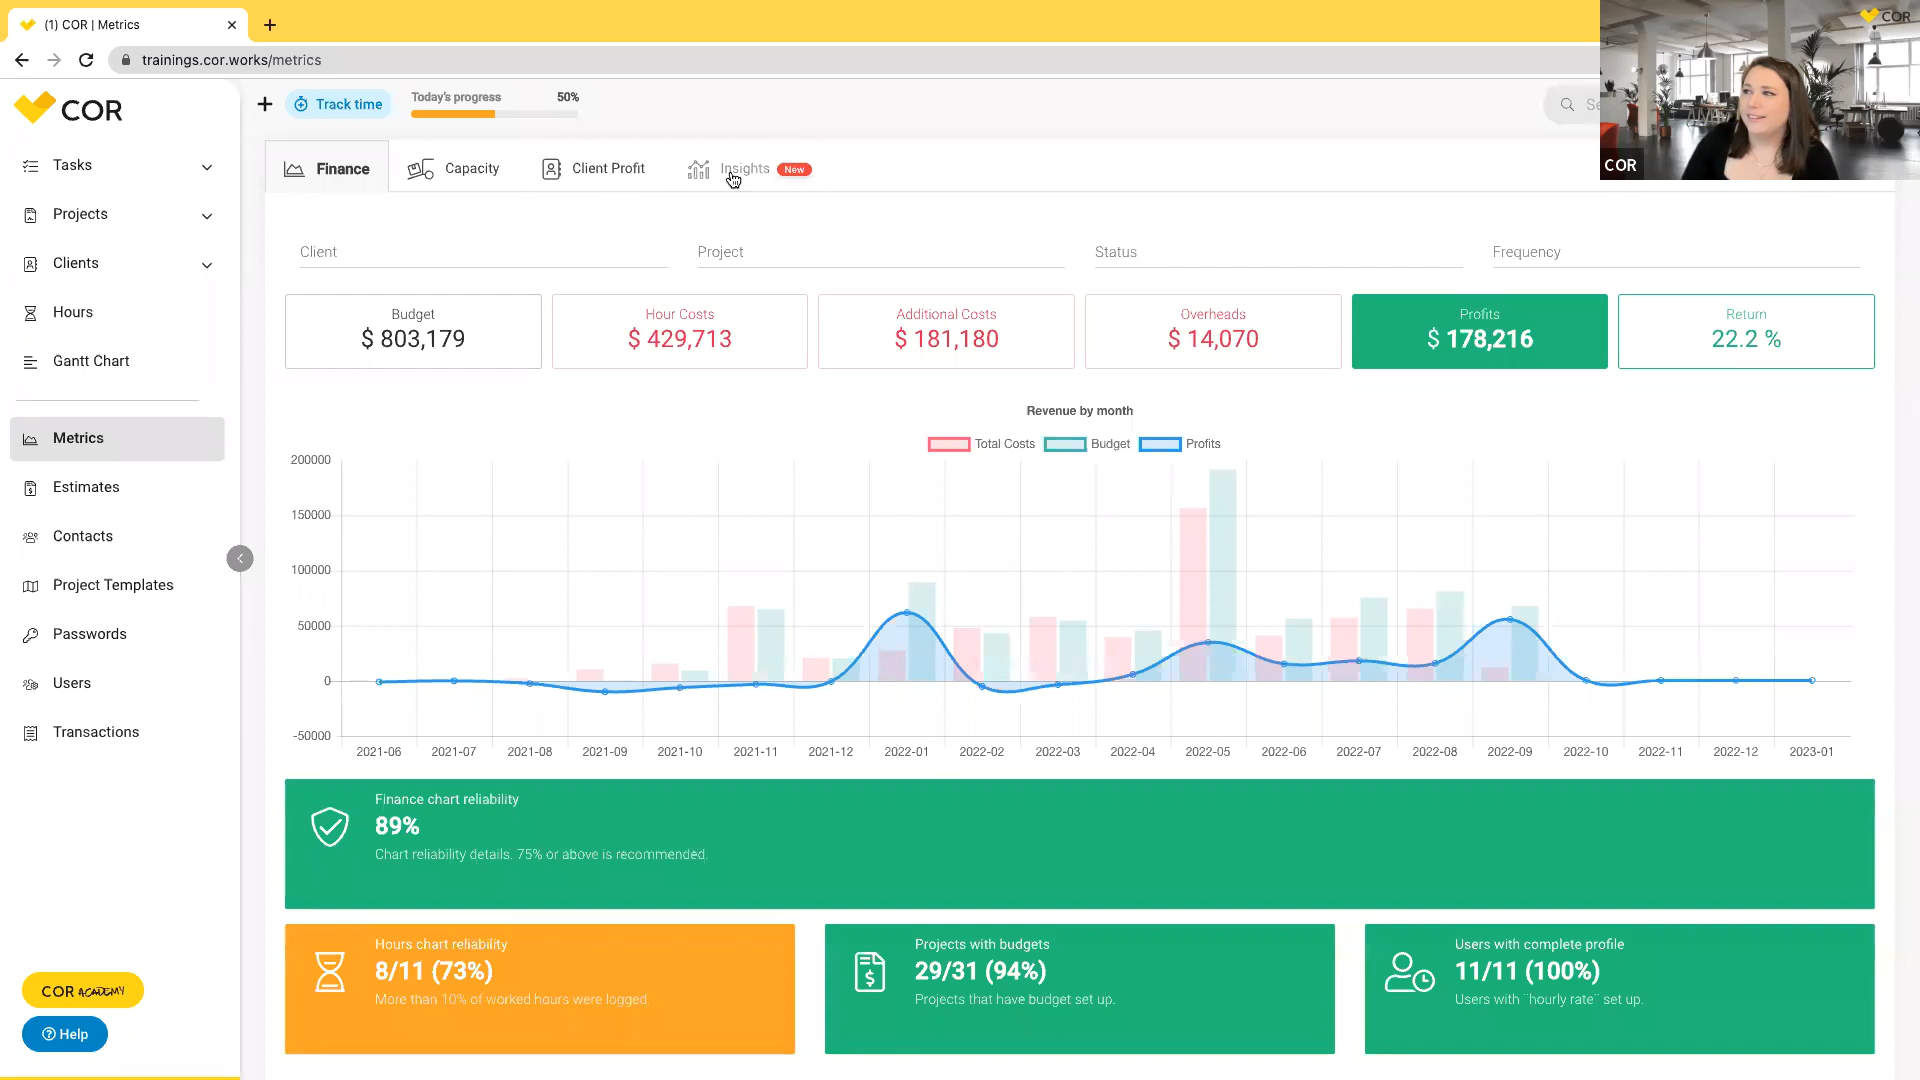 (1) COR | Metrics
trainings.cor.works/metrics
COR
COR
COR
Track time
Today's progress
50%
Finance
Capacity
Client Profit
Insights
New
Tasks
Projects
Clients
Hours
Gantt Chart
Metrics
Estimates
Contacts
Project Templates
Passwords
Users
Transactions
COR ACADEMY
Help
Client
Project
Status
Frequency
Budget
$ 803,179
Hour Costs
$ 429,713
Additional Costs
$ 181,180
Overheads
$ 14,070
Profits
$ 178,216
Return
22.2 %
Revenue by month
Total Costs
Budget
Profits
200000
150000
100000
50000
0
-50000
2021-06 2021-07 2021-08 2021-09 2021-10 2021-11 2021-12 2022-01 2022-02 2022-03 2022-04 2022-05 2022-06 2022-07 2022-08 2022-09 2022-10 2022-11 2022-12 2023-01
Finance chart reliability
89%
Chart reliability details. 75% or above is recommended.
Hours chart reliability
8/11 (73%)
More than 10% of worked hours were logged.
Projects with budgets
29/31 (94%)
Projects that have budget set up.
Users with complete profile
11/11 (100%)
Users with ¨hourly rate¨ set up.